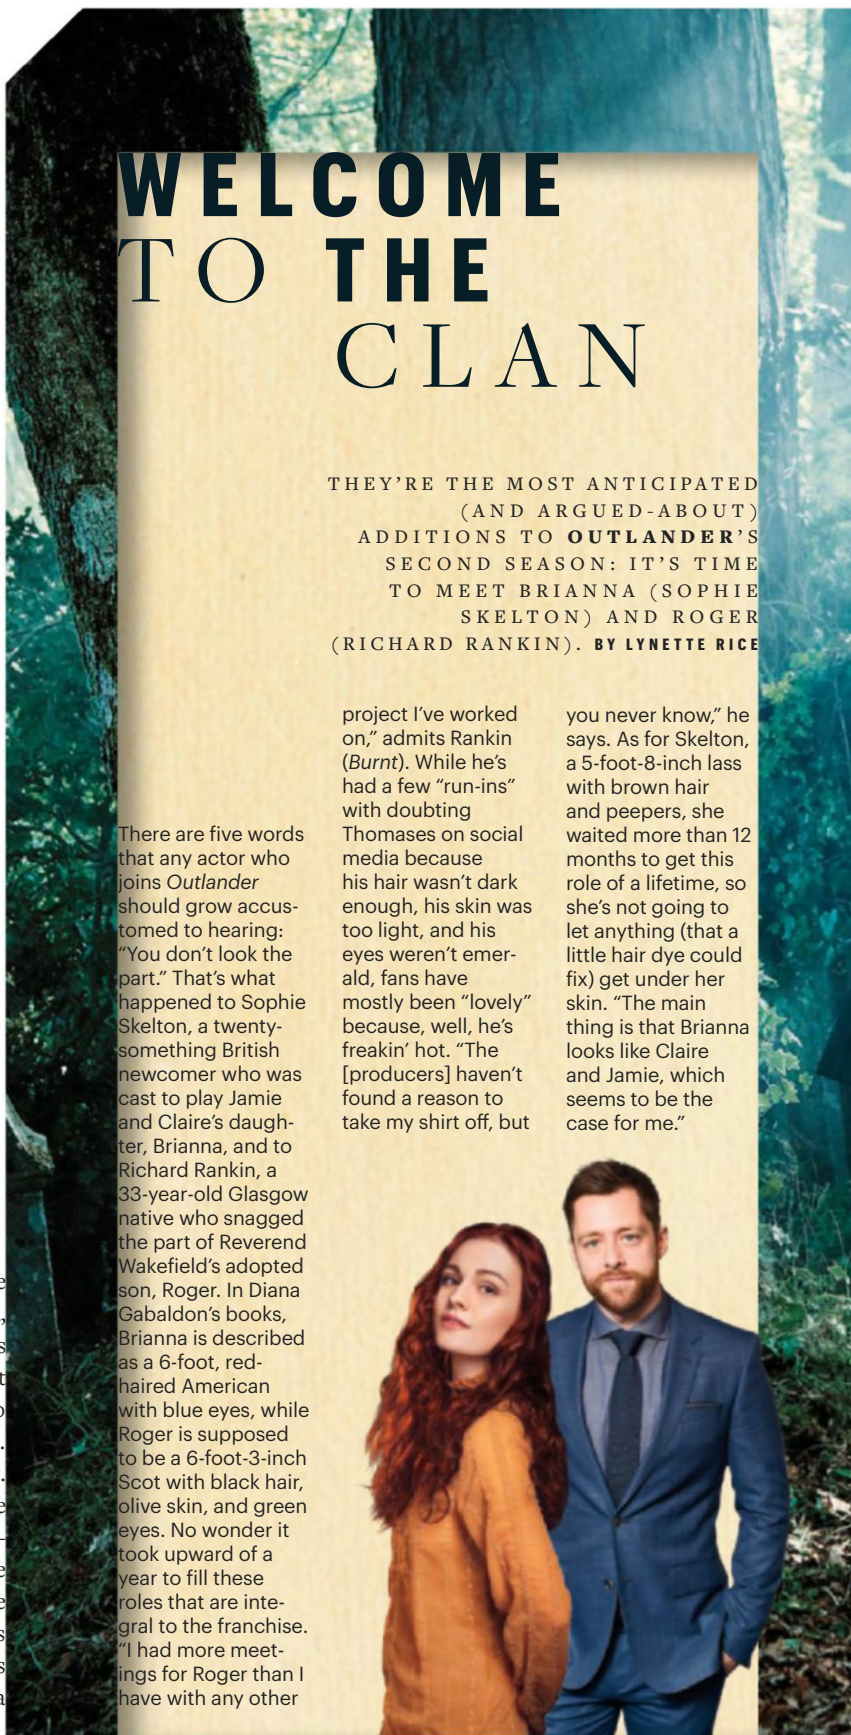 WELCOME
TO THE
CLAN
THEY'RE THE MOST ANTICIPATED
(AND ARGUED-ABOUT)
ADDITIONS TO OUTLANDER'S
SECOND SEASON: IT'S TIME
TO MEET BRIANNA (SOPHIE
SKELTON) AND ROGER
(RICHARD RANKIN). BY LYNETTE RICE
There are five words
that any actor who
joins Outlander
should grow accus-
tomed to hearing:
“You don’t look the
part.” That’s what
happened to Sophie
Skelton, a twenty-
something British
newcomer who was
cast to play Jamie
and Claire’s daugh-
ter, Brianna, and to
Richard Rankin, a
33-year-old Glasgow
native who snagged
the part of Reverend
Wakefield’s adopted
son, Roger. In Diana
Gabaldon’s books,
Brianna is described
as a 6-foot, red-
haired American
with blue eyes, while
Roger is supposed
to be a 6-foot-3-inch
Scot with black hair,
olive skin, and green
eyes. No wonder it
took upward of a
year to fill these
roles that are inte-
gral to the franchise.
“I had more meet-
ings for Roger than I
have with any other
project I’ve worked
on,” admits Rankin
(Burnt). While he’s
had a few “run-ins”
with doubting
Thomases on social
media because
his hair wasn’t dark
enough, his skin was
too light, and his
eyes weren’t emer-
ald, fans have
mostly been “lovely”
because, well, he’s
freakin’ hot. “The
[producers] haven’t
found a reason to
take my shirt off, but
you never know,” he
says. As for Skelton,
a 5-foot-8-inch lass
with brown hair
and peepers, she
waited more than 12
months to get this
role of a lifetime, so
she’s not going to
let anything (that a
little hair dye could
fix) get under her
skin. “The main
thing is that Brianna
looks like Claire
and Jamie, which
seems to be the
case for me.”